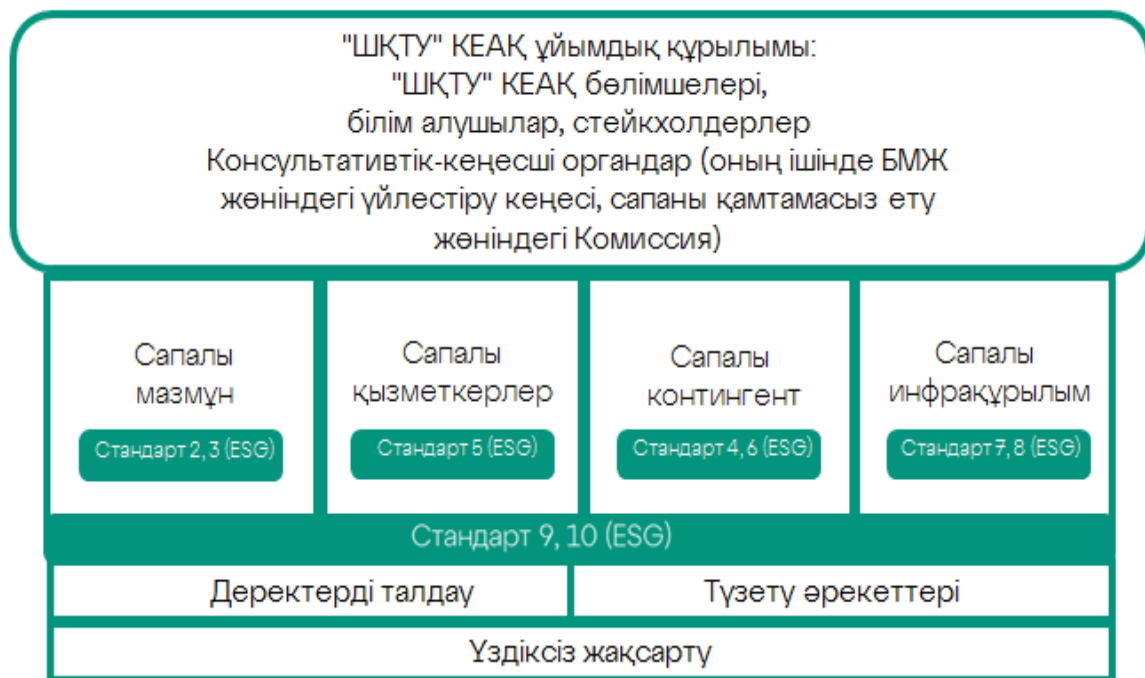 "ШҚТУ" КЕАҚ ұйымдық құрылымы:
"ШҚТУ" КЕАҚ бөлімшелері,
білім алушылар, стейкхолдерлер
Консультативтік-кеңесші органдар (оның ішінде БМЖ
жөніндегі үйлестіру кеңесі, сапаны қамтамасыз ету
жөніндегі Комиссия)
Сапалы
мазмұн
Стандарт 2, 3 (ESG)
Сапалы
қызметкерлер
Стандарт 5 (ESG)
Сапалы
контингент
Стандарт 4, 6 (ESG)
Сапалы
инфрақұрылым
Стандарт 7, 8 (ESG)
Стандарт 9, 10 (ESG)
Деректерді талдау
Түзету әрекеттері
Үздіксіз жақсарту